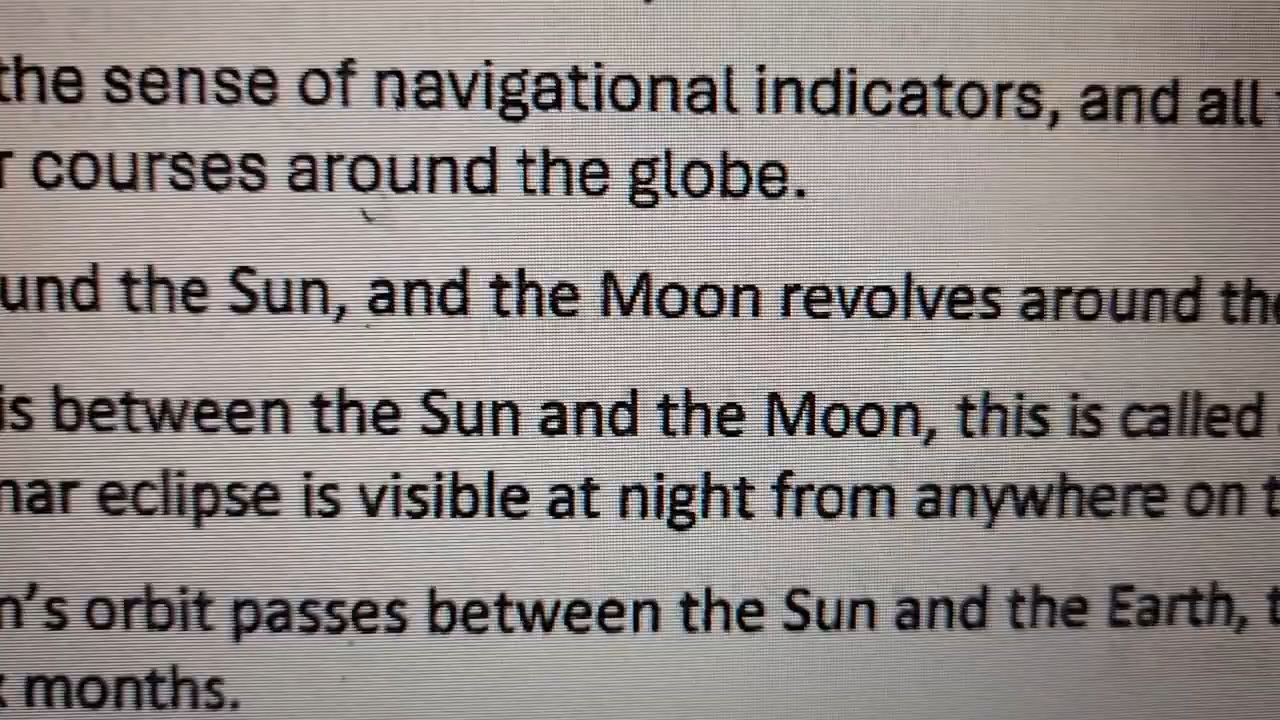 the sense of navigational indicators, and all
courses around the globe.
und the Sun, and the Moon revolves around the
is between the Sun and the Moon, this is called
nar eclipse is visible at night from anywhere on t
n's orbit passes between the Sun and the Earth, t
months.